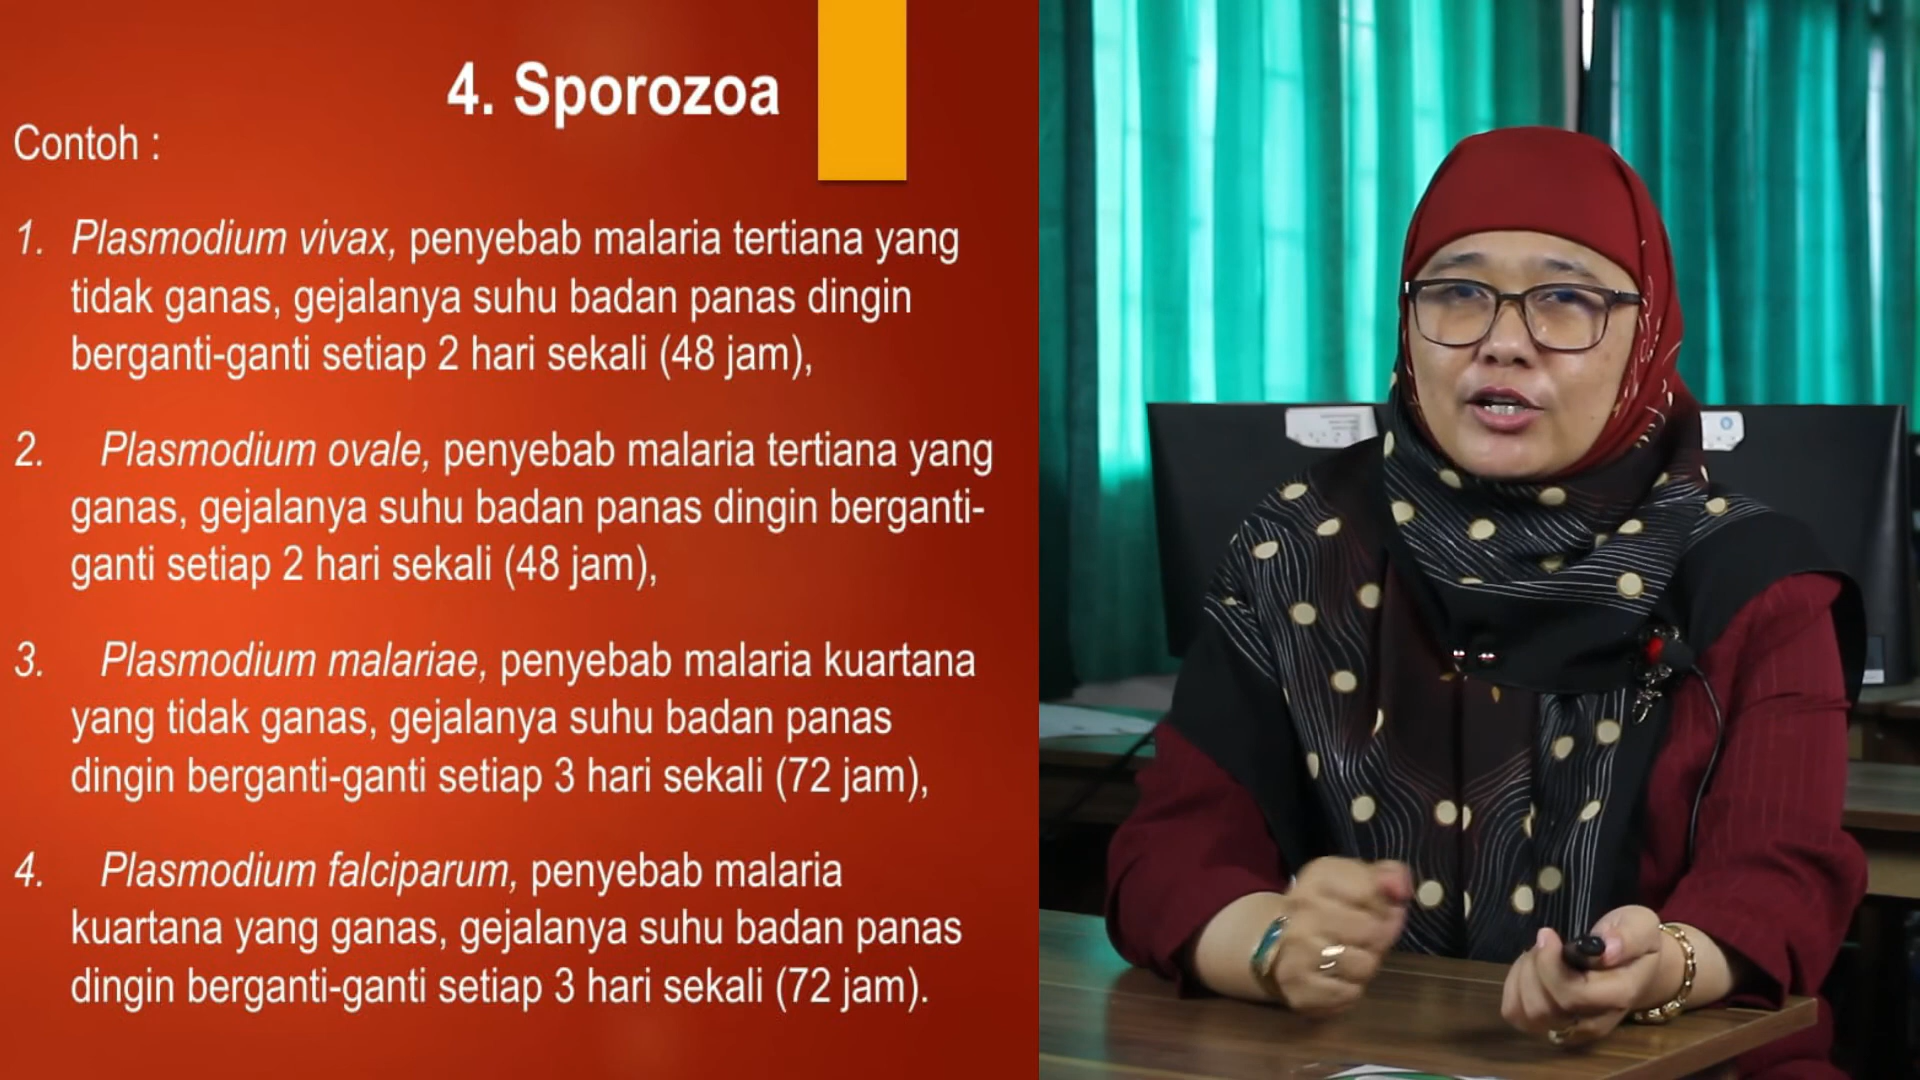 4. Sporozoa
Contoh :
1. Plasmodium vivax, penyebab malaria tertiana yang
tidak ganas, gejalanya suhu badan panas dingin
berganti-ganti setiap 2 hari sekali (48 jam),
2. Plasmodium ovale, penyebab malaria tertiana yang
ganas, gejalanya suhu badan panas dingin berganti-
ganti setiap 2 hari sekali (48 jam),
3. Plasmodium malariae, penyebab malaria kuartana
yang tidak ganas, gejalanya suhu badan panas
dingin berganti-ganti setiap 3 hari sekali (72 jam),
4. Plasmodium falciparum, penyebab malaria
kuartana yang ganas, gejalanya suhu badan panas
dingin berganti-ganti setiap 3 hari sekali (72 jam).